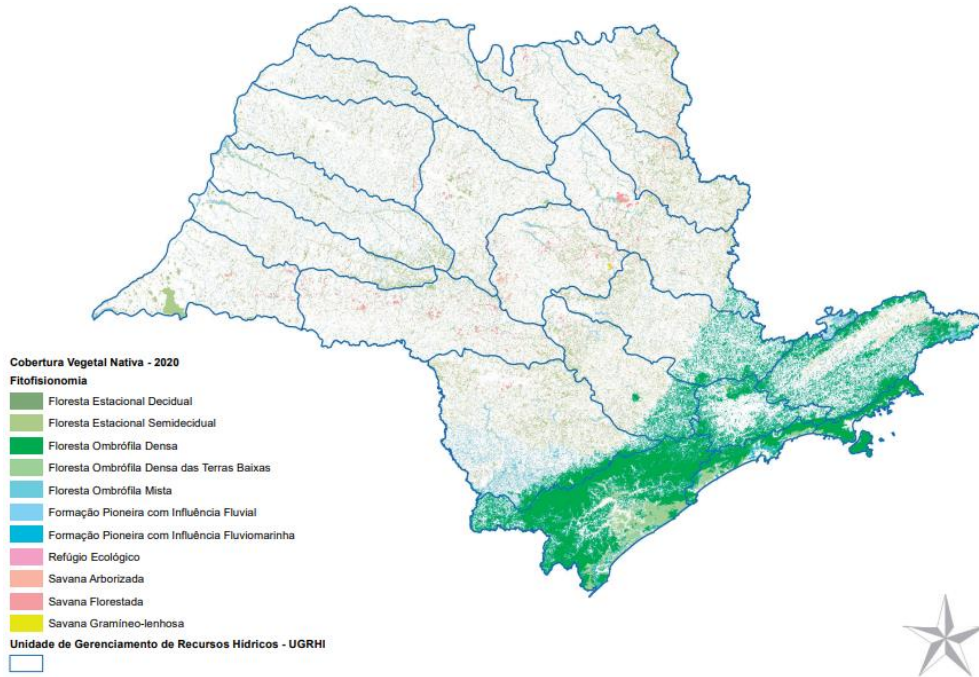 Cobertura Vegetal Nativa - 2020
Fitofisionomia
Floresta Estacional Decidual
Floresta Estacional Semidecidual
Floresta Ombrófila Densa
Floresta Ombrófila Densa das Terras Baixas
Floresta Ombrófila Mista
Formação Pioneira com Influência Fluvial
Formação Pioneira com Influência Fluviomarinha
Refúgio Ecológico
Savana Arborizada
Savana Florestada
Savana Gramíneo-lenhosa
Unidade de Gerenciamento de Recursos Hídricos - UGRHI